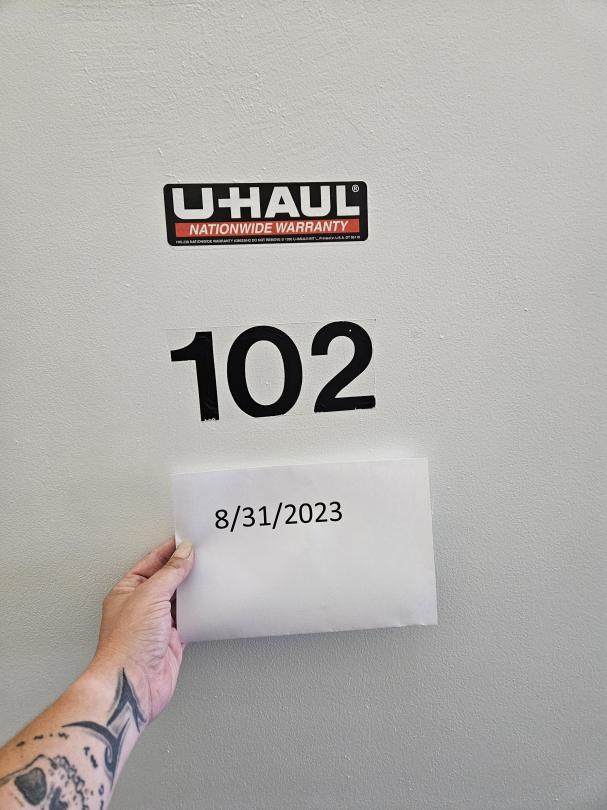 U-HAUL®
NATIONWIDE WARRANTY
102
8/31/2023